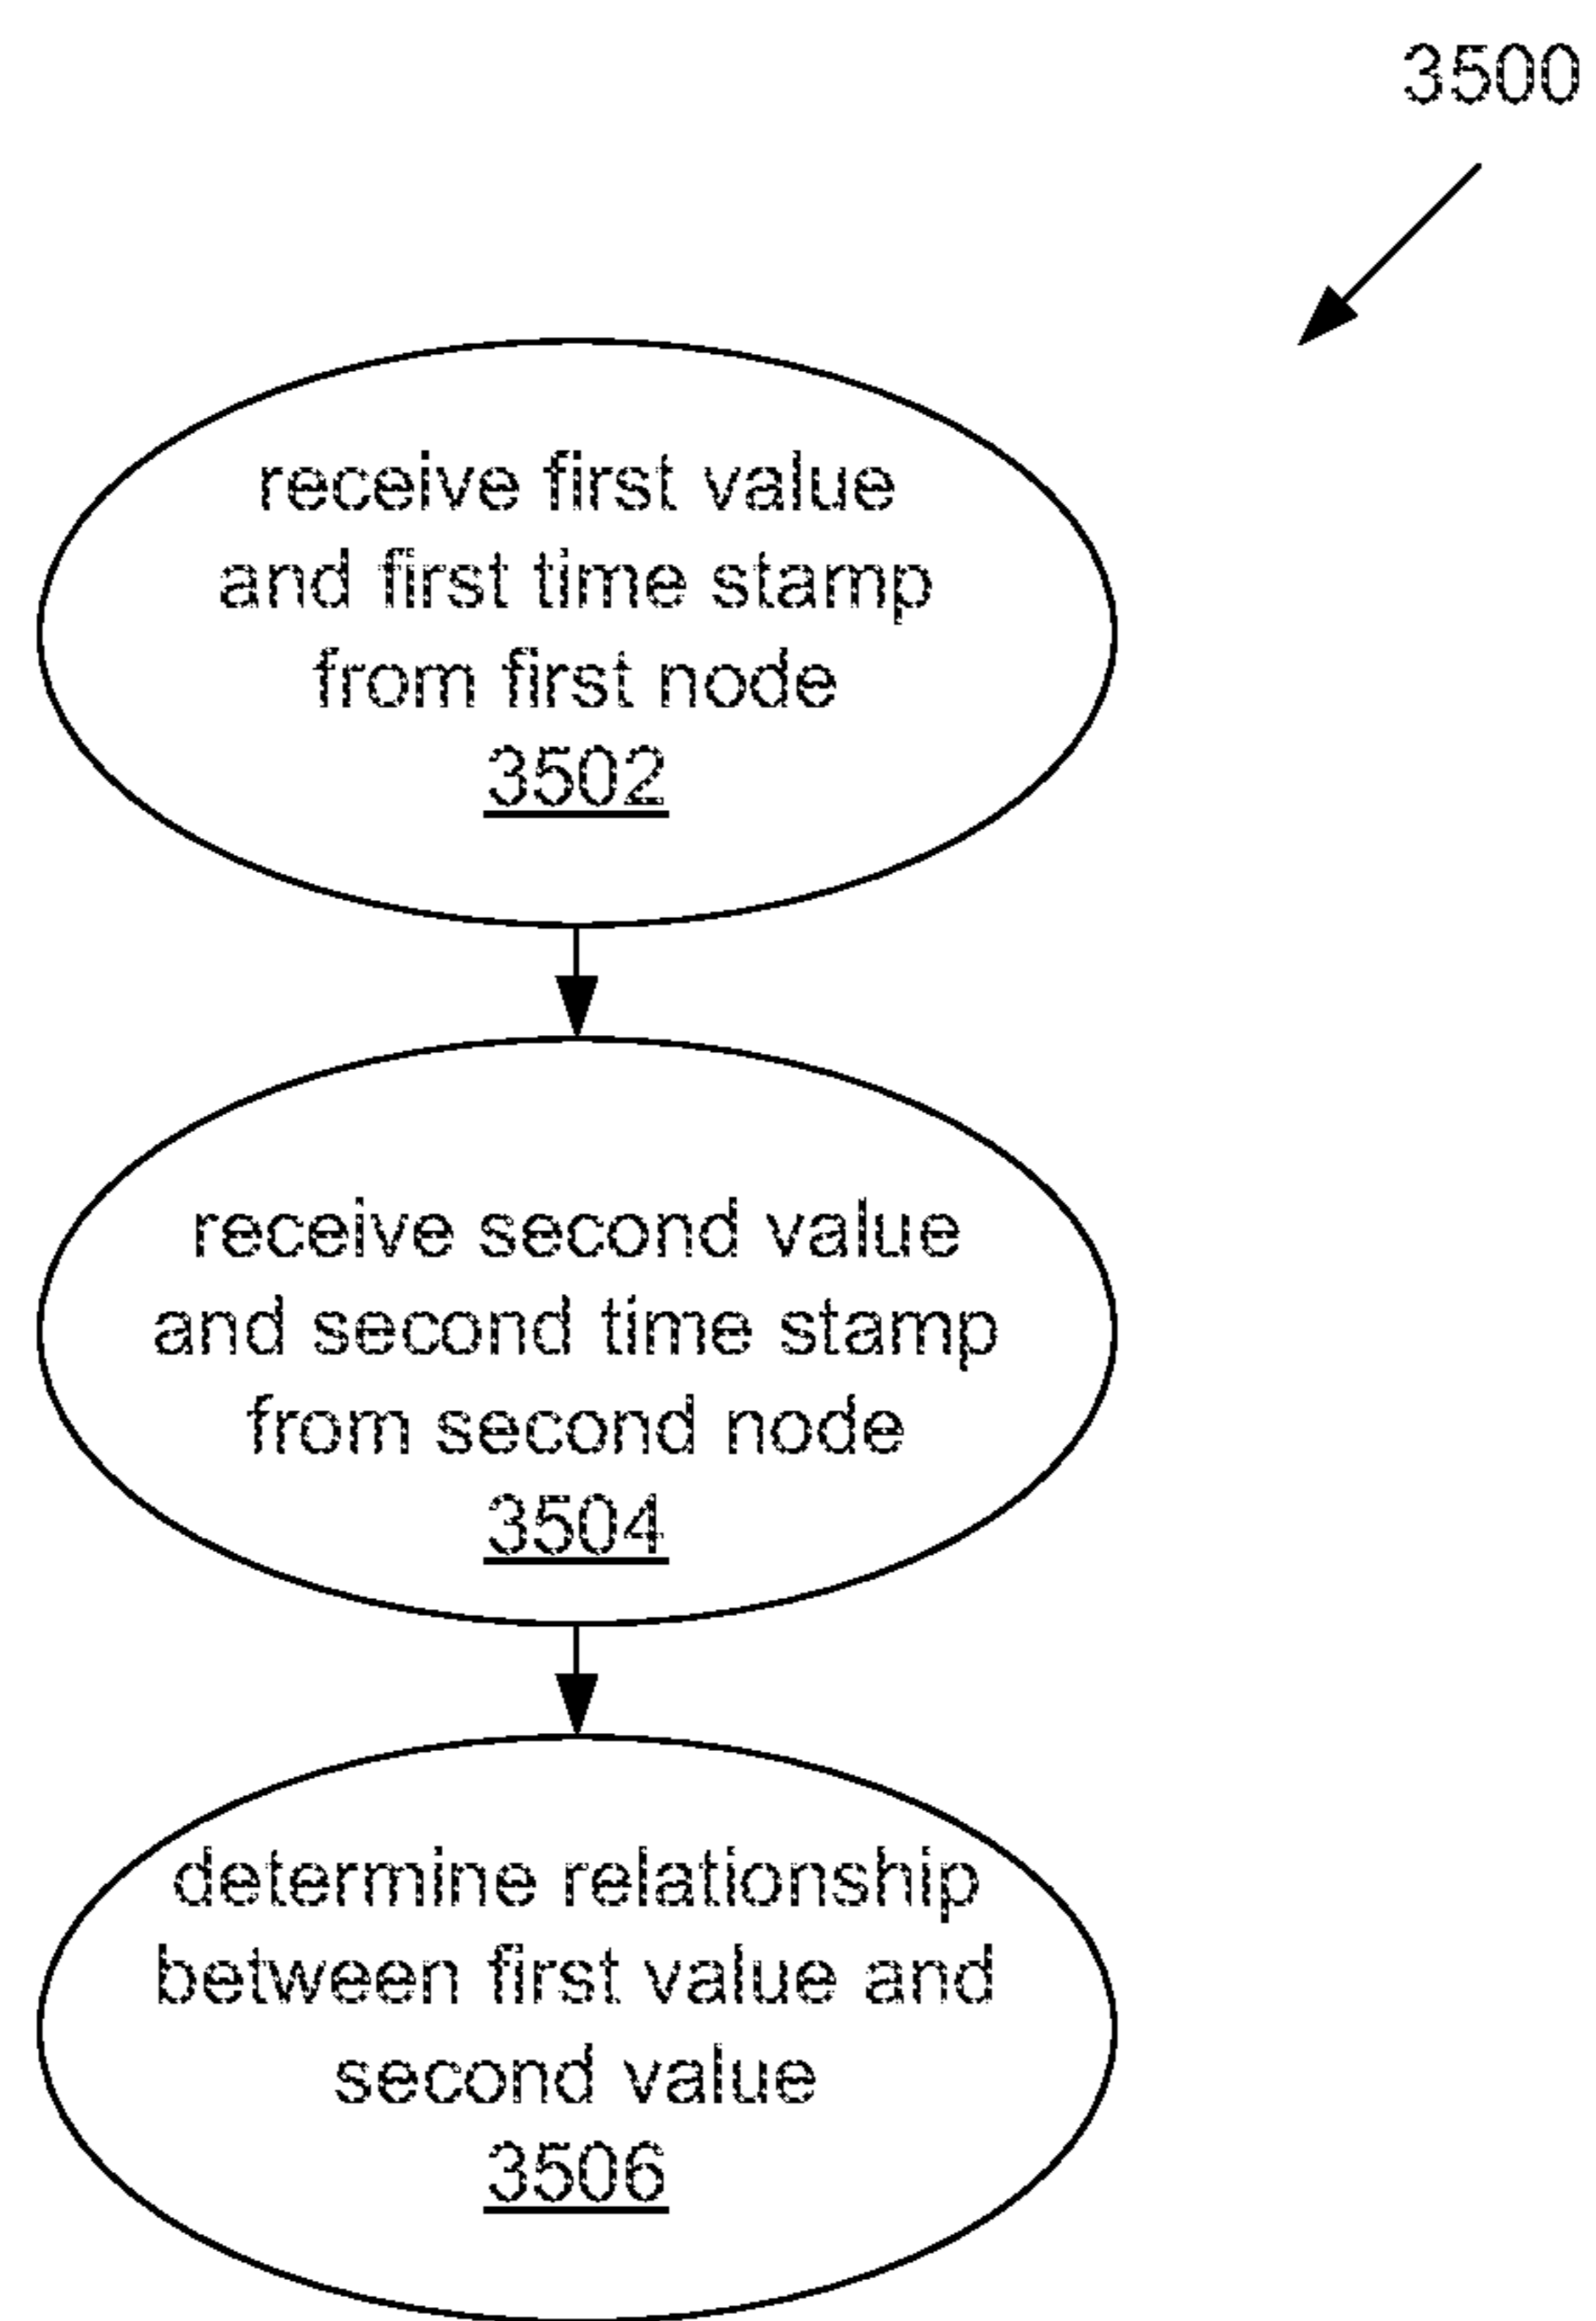 3500
receive first value
and first time stamp
from first node
3502
receive second value
and second time stamp
from second node
3504
determine relationship
between first value and
second value
3506